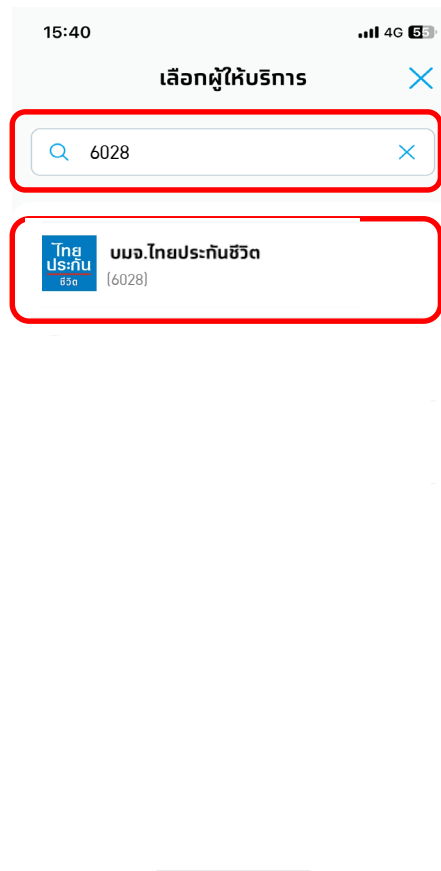 15:40 4G 55
เลือกผู้ให้บริการ
6028
ไทย
ประกัน
ชีวิต
บมจ.ไทยประกันชีวิต
(6028)